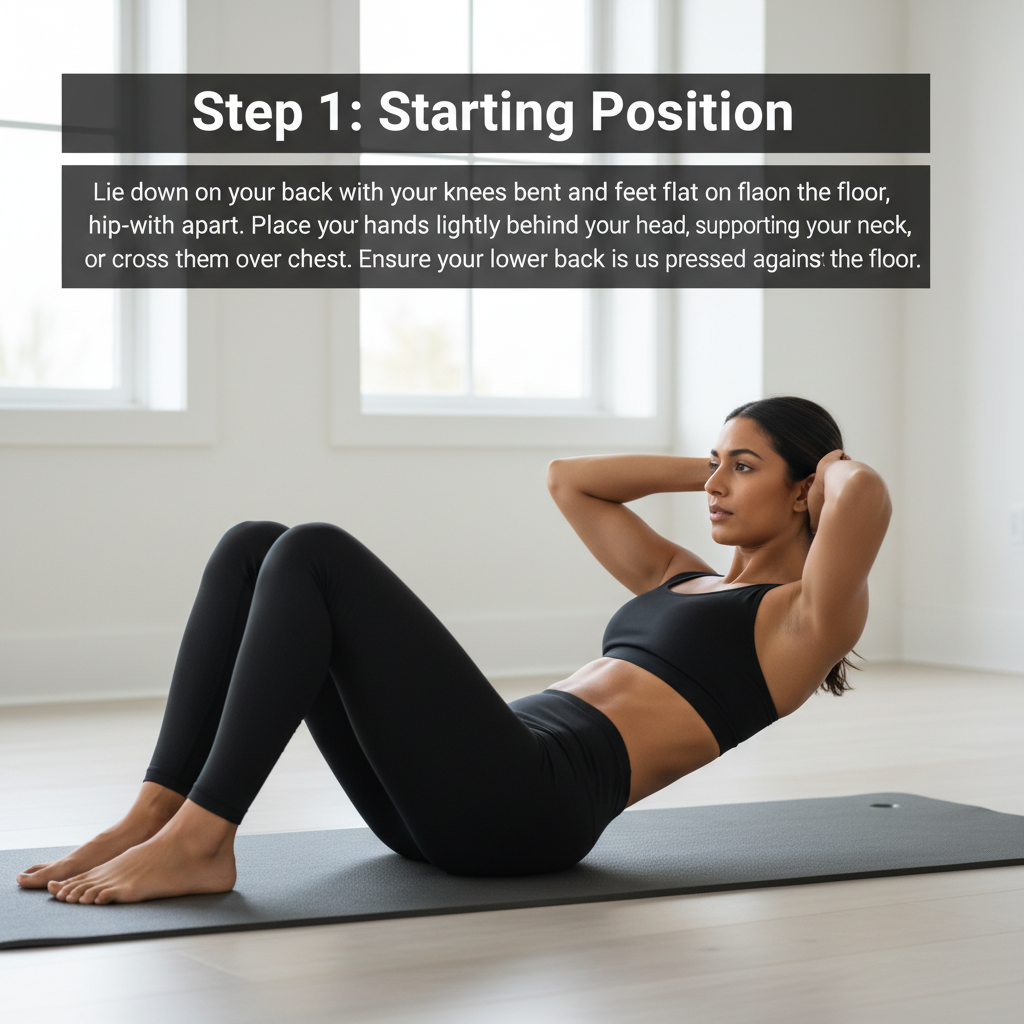 Step 1: Starting Position
Lie down on your back with your knees bent and feet flat on flaon the floor,
hip-with apart. Place your hands lightly behind your head, supporting your neck,
or cross them over chest. Ensure your lower back is us pressed agains: the floor.